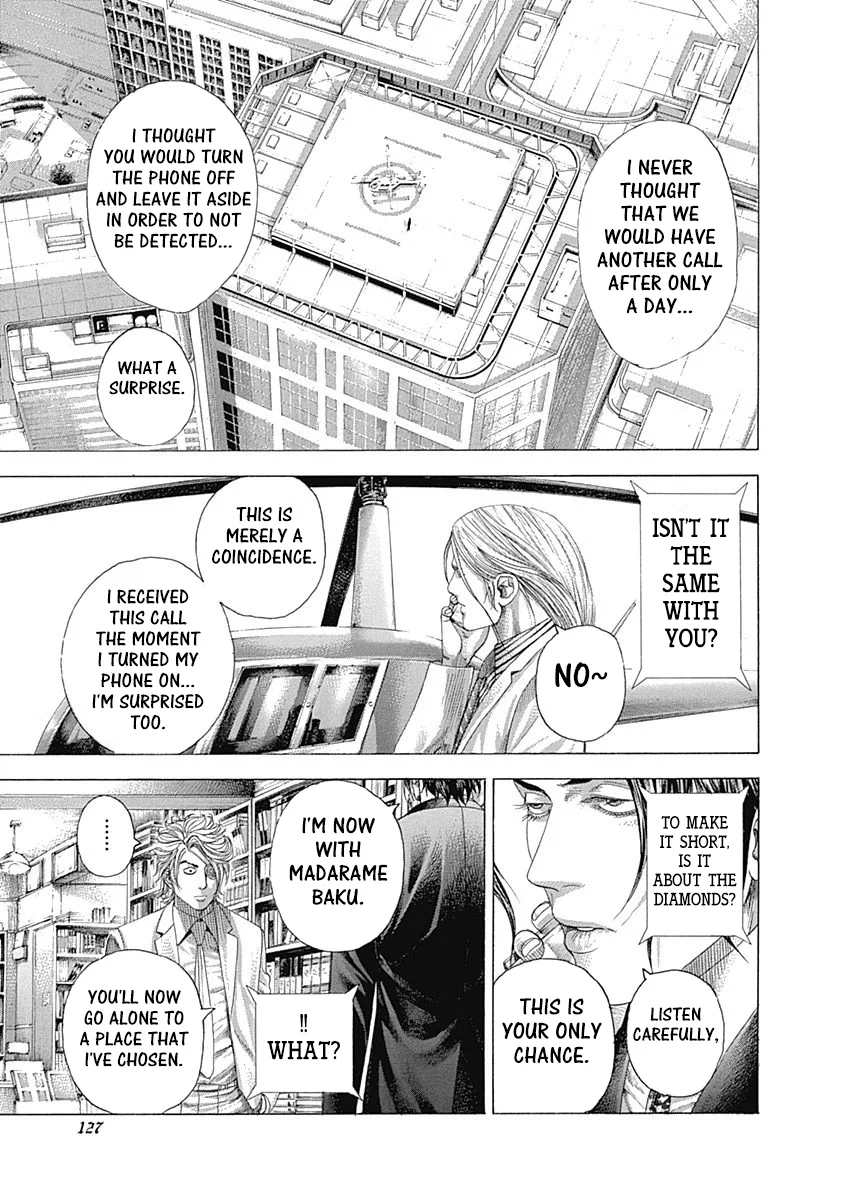 I NEVER
THOUGHT
THAT WE
WOULD HAVE
ANOTHER CALL
AFTER ONLY
A DAY...
I THOUGHT
YOU WOULD TURN
THE PHONE OFF
AND LEAVE IT ASIDE
IN ORDER TO NOT
BE DETECTED...
WHAT A
SURPRISE.
F
ISN'T IT
THE
SAME
WITH
YOU?
NO~
THIS IS
MERELY A
COINCIDENCE.
I RECEIVED
THIS CALL
THE MOMENT
I TURNED MY
PHONE ON...
I'M SURPRISED
TOO.
TO MAKE
IT SHORT,
IS IT
ABOUT THE
DIAMONDS?
LISTEN
CAREFULLY,
THIS IS
YOUR ONLY
CHANCE.
I'M NOW
WITH
MADARAME
BAKU.
!!
WHAT?
......
YOU'LL NOW
GO ALONE TO
A PLACE THAT
I'VE CHOSEN.
127